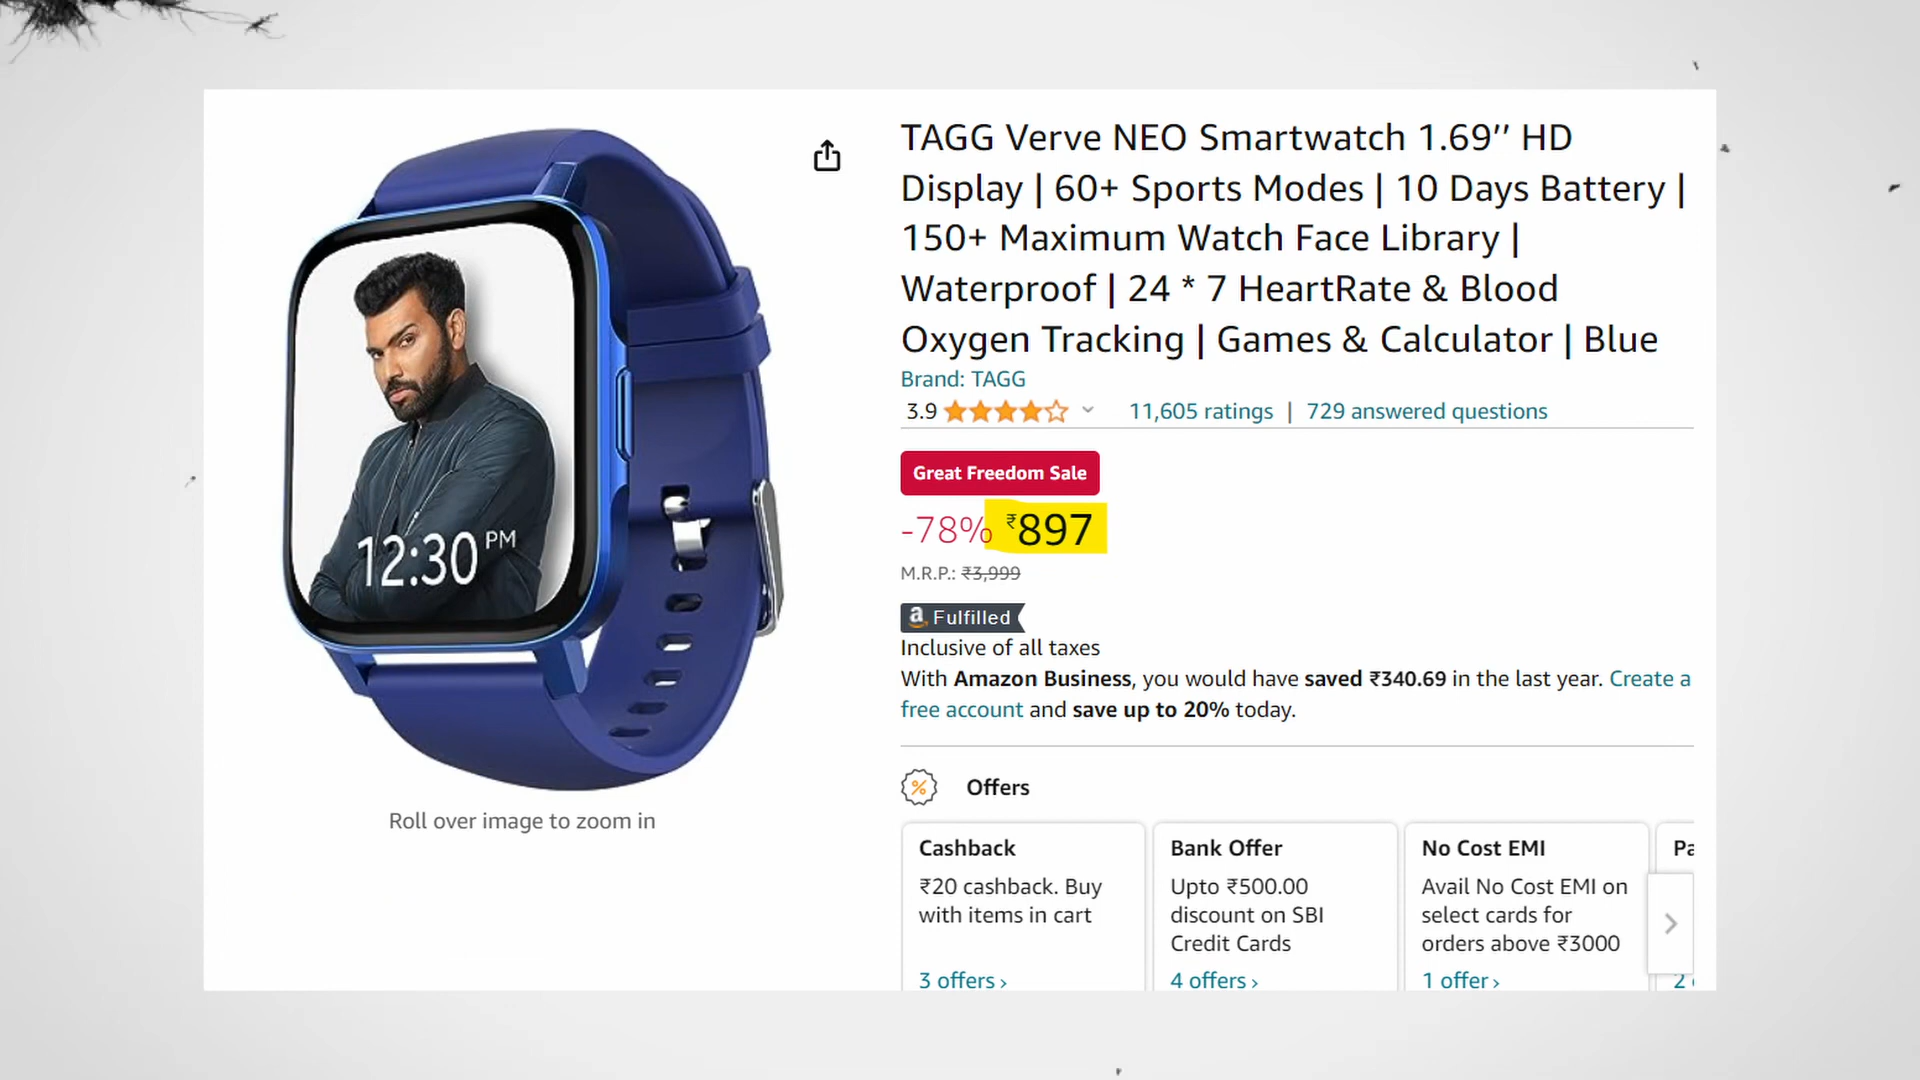 TAGG Verve NEO Smartwatch 1.69’’ HD
Display | 60+ Sports Modes | 10 Days Battery |
150+ Maximum Watch Face Library |
Waterproof | 24 * 7 HeartRate & Blood
Oxygen Tracking | Games & Calculator | Blue
Brand: TAGG
3.9 11,605 ratings | 729 answered questions
Great Freedom Sale
-78% ₹897
M.R.P.: ₹3,999
a Fulfilled
Inclusive of all taxes
With Amazon Business, you would have saved ₹340.69 in the last year. Create a
free account and save up to 20% today.
12:30 PM
Roll over image to zoom in
% Offers
Cashback
₹20 cashback. Buy
with items in cart
3 offers ›
Bank Offer
Upto ₹500.00
discount on SBI
Credit Cards
4 offers ›
No Cost EMI
Avail No Cost EMI on
select cards for
orders above ₹3000
1 offer ›
Pa
2